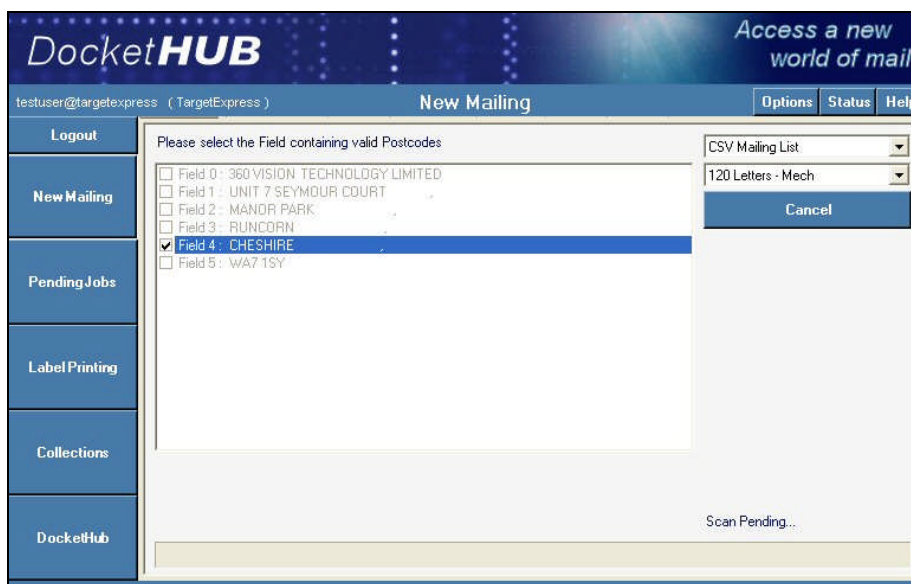 DocketHUB
Access a new
world of mail
testuser@targetexpress ( TargetExpress )
New Mailing
Options
Status
Help
Logout
New Mailing
Pending Jobs
Label Printing
Collections
DocketHub
Please select the Field containing valid Postcodes
Field 0 : 360 VISION TECHNOLOGY LIMITED
Field 1 : UNIT 7 SEYMOUR COURT ,
Field 2 : MANOR PARK ,
Field 3 : RUNCORN ,
Field 4 : CHESHIRE ,
Field 5 : WA7 1SY
CSV Mailing List
120 Letters - Mech
Cancel
Scan Pending...